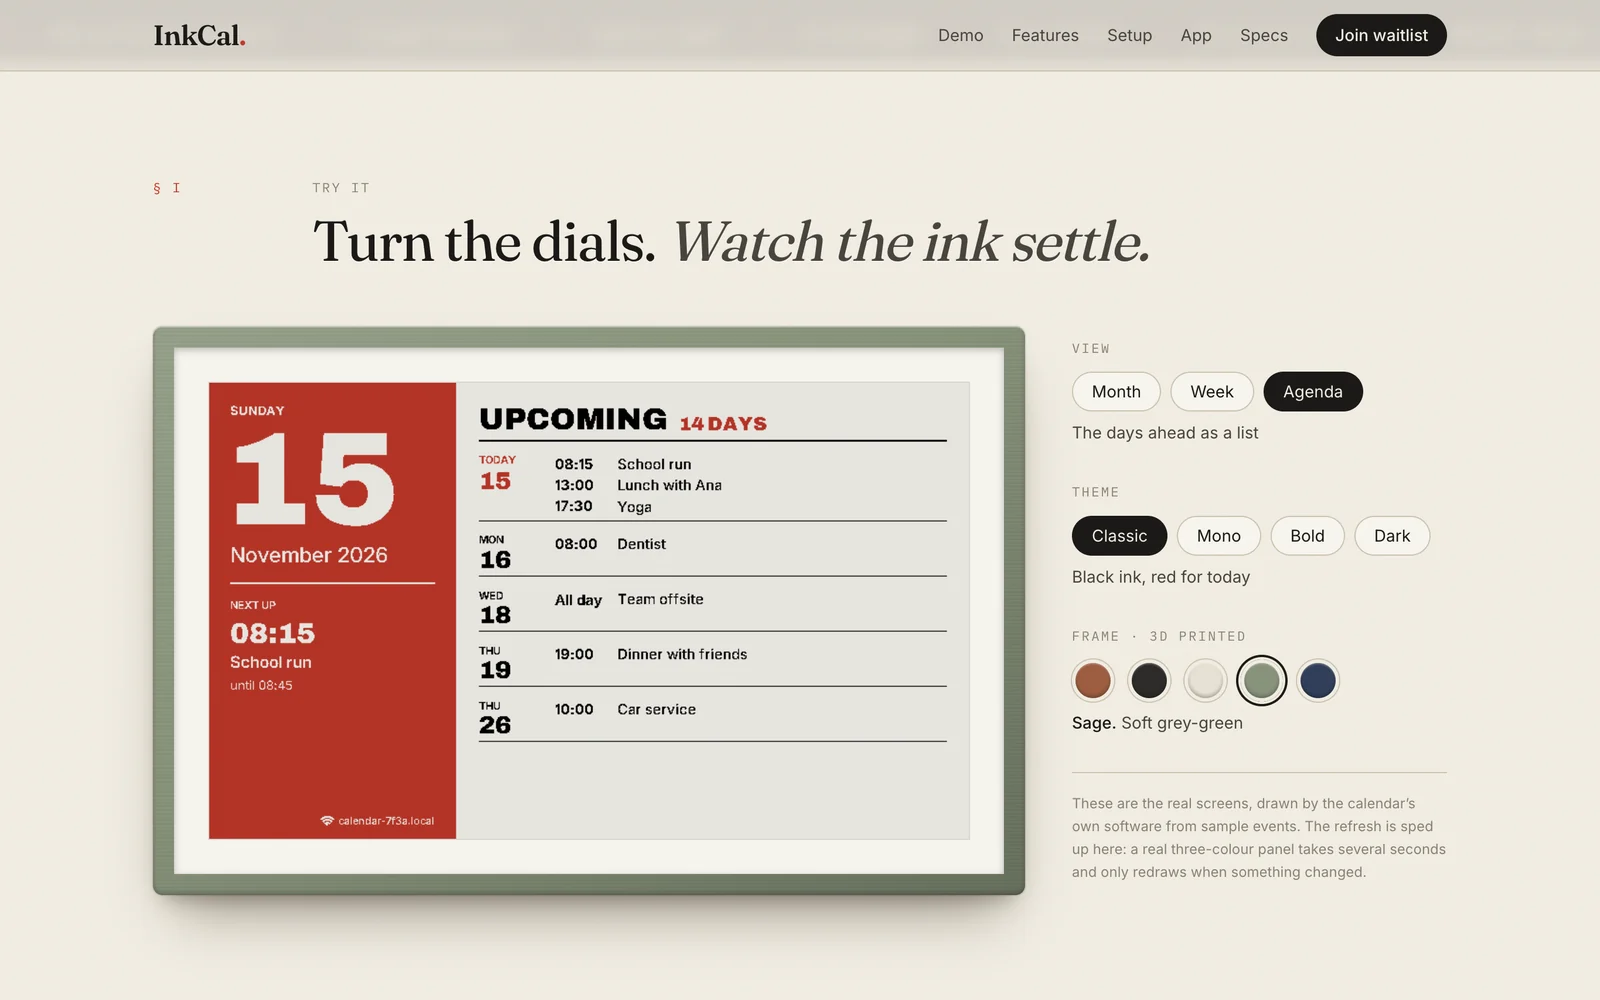 InkCal.
Demo Features Setup App Specs Join waitlist
§ I
TRY IT
Turn the dials. Watch the ink settle.
SUNDAY
15
November 2026
NEXT UP
08:15
School run
until 08:45
calendar-7f3a.local
UPCOMING 14 DAYS
TODAY
15
08:15 School run
13:00 Lunch with Ana
17:30 Yoga
MON
16
08:00 Dentist
WED
18
All day Team offsite
THU
19
19:00 Dinner with friends
THU
26
10:00 Car service
VIEW
Month Week Agenda
The days ahead as a list
THEME
Classic Mono Bold Dark
Black ink, red for today
FRAME · 3D PRINTED
Sage. Soft grey-green
These are the real screens, drawn by the calendar’s
own software from sample events. The refresh is sped
up here: a real three-colour panel takes several seconds
and only redraws when something changed.